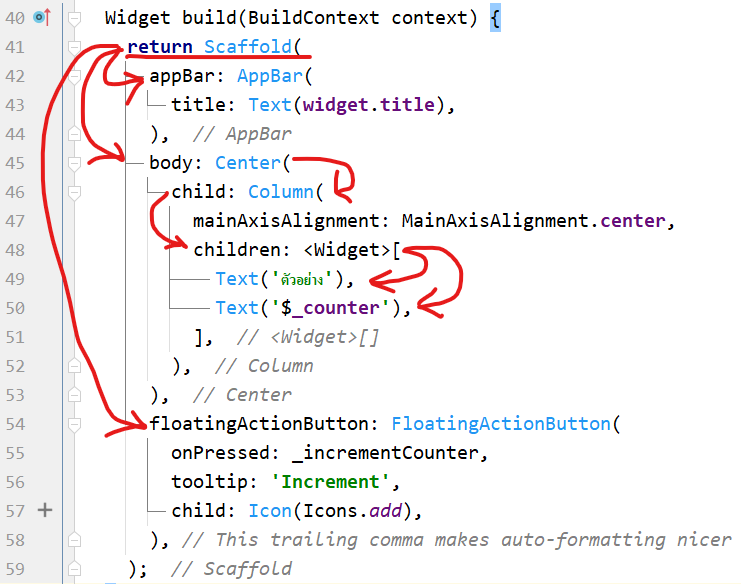 40 Widget build(BuildContext context) {
41 return Scaffold(
42 appBar: AppBar(
43 title: Text(widget.title),
44 ), // AppBar
45 body: Center(
46 child: Column(
47 mainAxisAlignment: MainAxisAlignment.center,
48 children: <Widget>[
49 Text('ตัวอย่าง'),
50 Text('$_counter'),
51 ], // <Widget>[]
52 ), // Column
53 ), // Center
54 floatingActionButton: FloatingActionButton(
55 onPressed: _incrementCounter,
56 tooltip: 'Increment',
57 child: Icon(Icons.add),
58 ), // This trailing comma makes auto-formatting nicer
59 ); // Scaffold